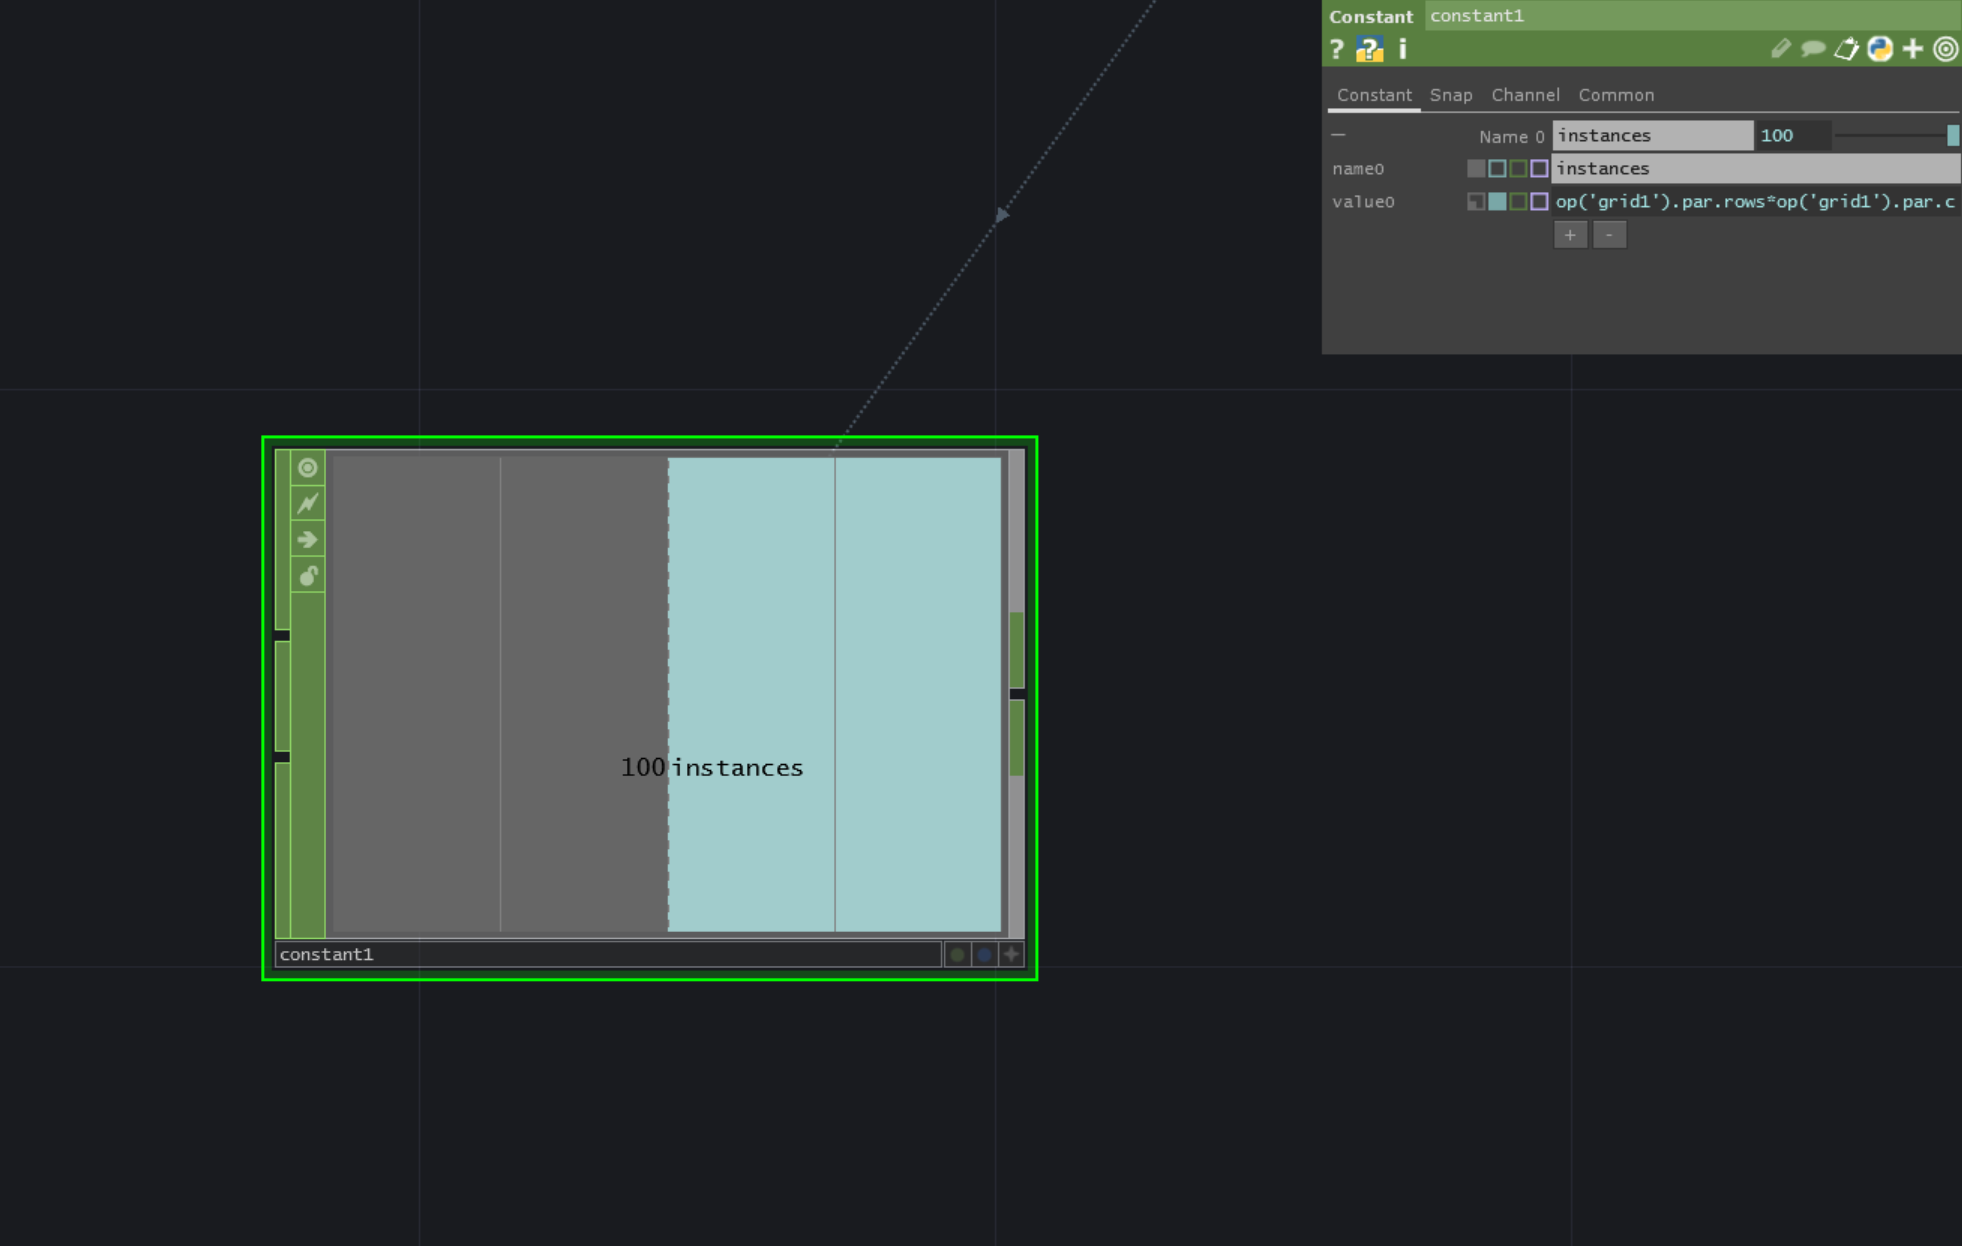 Constant constant1
? ? i
Constant Snap Channel Common
Name 0 instances 100
name0 instances
value0 op('grid1').par.rows*op('grid1').par.c
+ -
100 instances
constant1